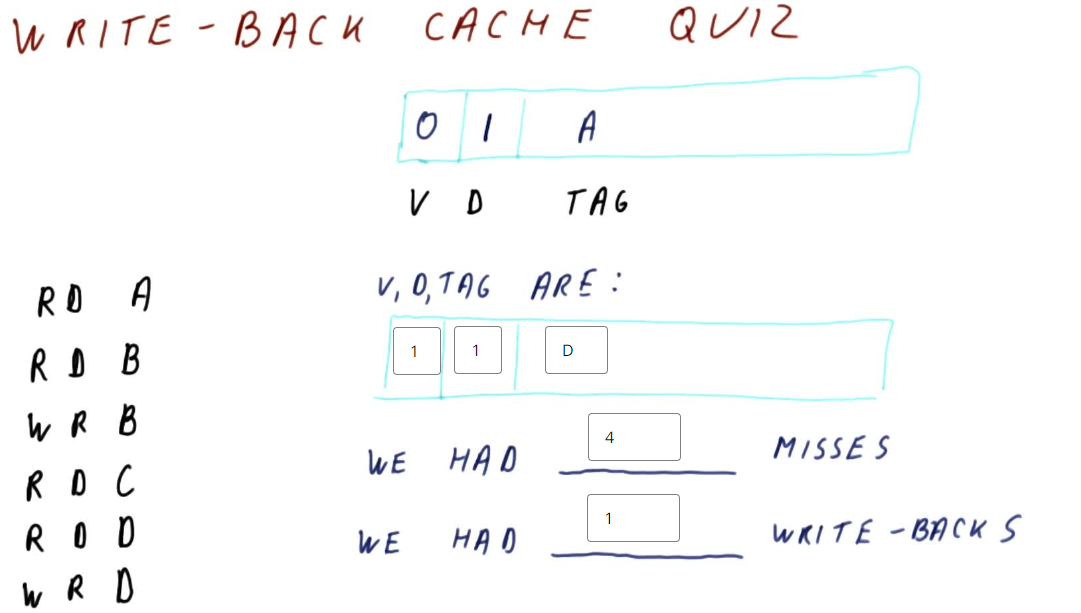 WRITE-BACK CACHE QUIZ
0 1 A
V D TAG
RD A
RD B
WR B
RD C
RD D
WR D
V, D, TAG ARE:
1 1 D
WE HAD 4 MISSES
WE HAD 1 WRITE-BACKS